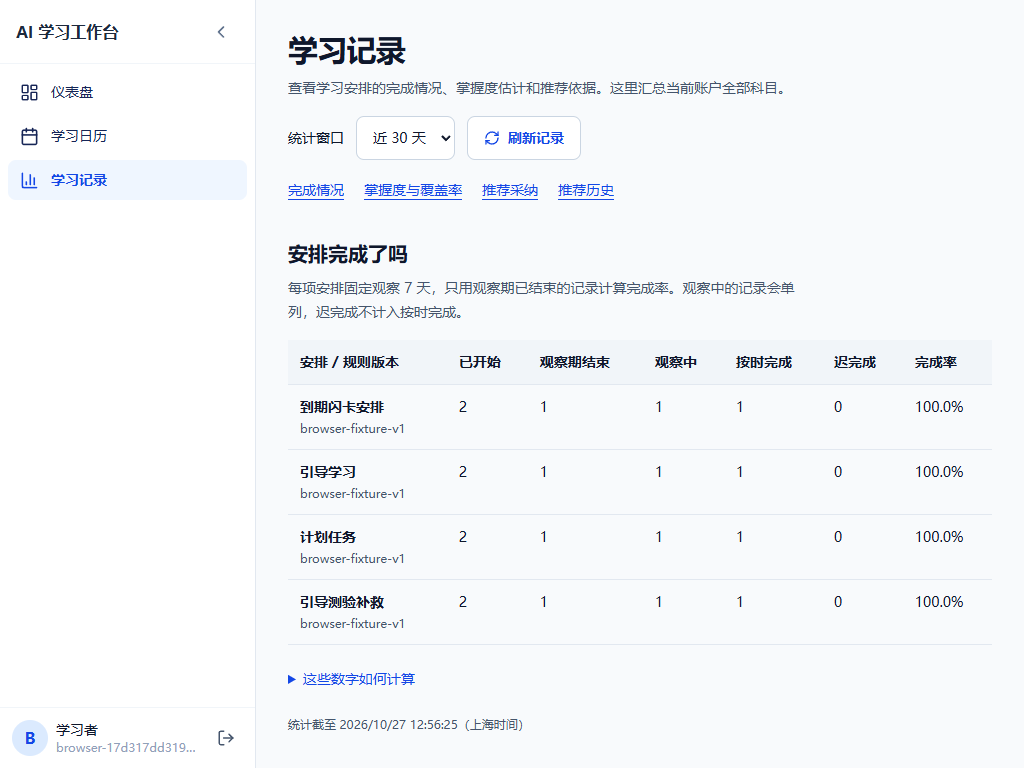 AI 学习工作台
仪表盘
学习日历
学习记录
B
学习者
browser-17d317dd319...
学习记录
查看学习安排的完成情况、掌握度估计和推荐依据。这里汇总当前账户全部科目。
统计窗口 近 30 天 刷新记录
完成情况 掌握度与覆盖率 推荐采纳 推荐历史
安排完成了吗
每项安排固定观察 7 天，只用观察期已结束的记录计算完成率。观察中的记录会单
列，迟完成不计入按时完成。
安排 / 规则版本 已开始 观察期结束 观察中 按时完成 迟完成 完成率
到期闪卡安排 2 1 1 1 0 100.0%
browser-fixture-v1
引导学习 2 1 1 1 0 100.0%
browser-fixture-v1
计划任务 2 1 1 1 0 100.0%
browser-fixture-v1
引导测验补救 2 1 1 1 0 100.0%
browser-fixture-v1
这些数字如何计算
统计截至 2026/10/27 12:56:25（上海时间）